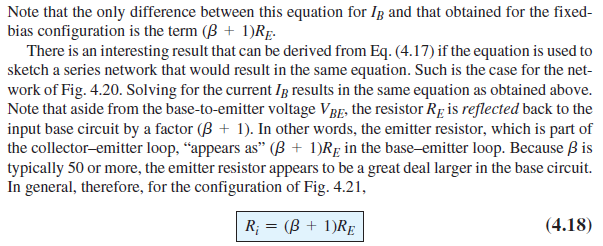 Note that the only difference between this equation for I_B and that obtained for the fixed-
bias configuration is the term (β + 1)R_E.
There is an interesting result that can be derived from Eq. (4.17) if the equation is used to
sketch a series network that would result in the same equation. Such is the case for the net-
work of Fig. 4.20. Solving for the current I_B results in the same equation as obtained above.
Note that aside from the base-to-emitter voltage V_BE, the resistor R_E is reflected back to the
input base circuit by a factor (β + 1). In other words, the emitter resistor, which is part of
the collector–emitter loop, “appears as” (β + 1)R_E in the base–emitter loop. Because β is
typically 50 or more, the emitter resistor appears to be a great deal larger in the base circuit.
In general, therefore, for the configuration of Fig. 4.21,
R_i = (β + 1)R_E (4.18)